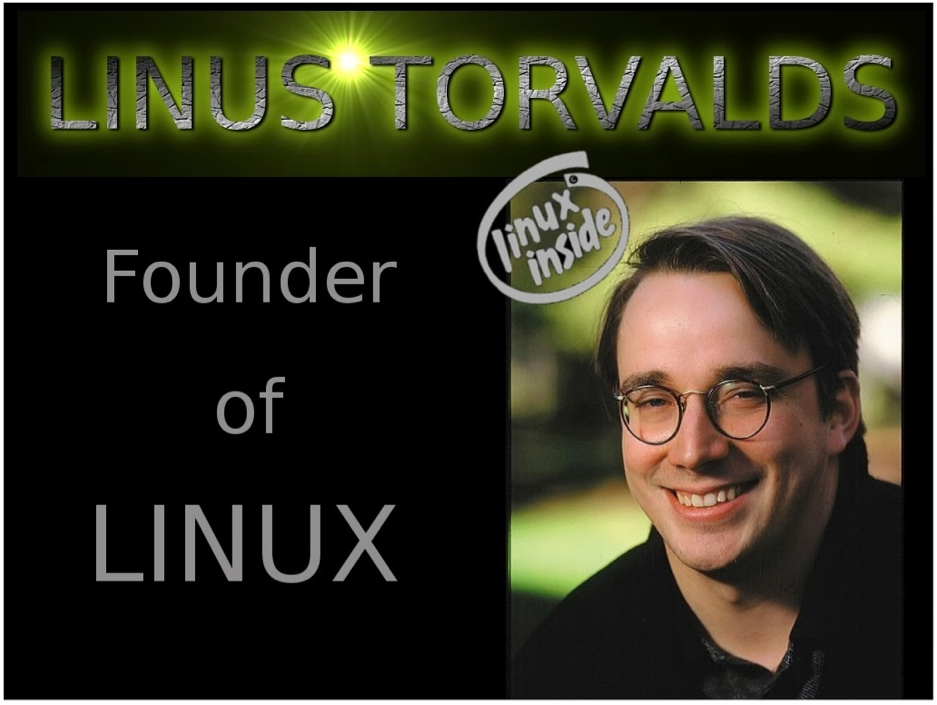 LINUS TORVALDS
linux
inside
Founder
of
LINUX